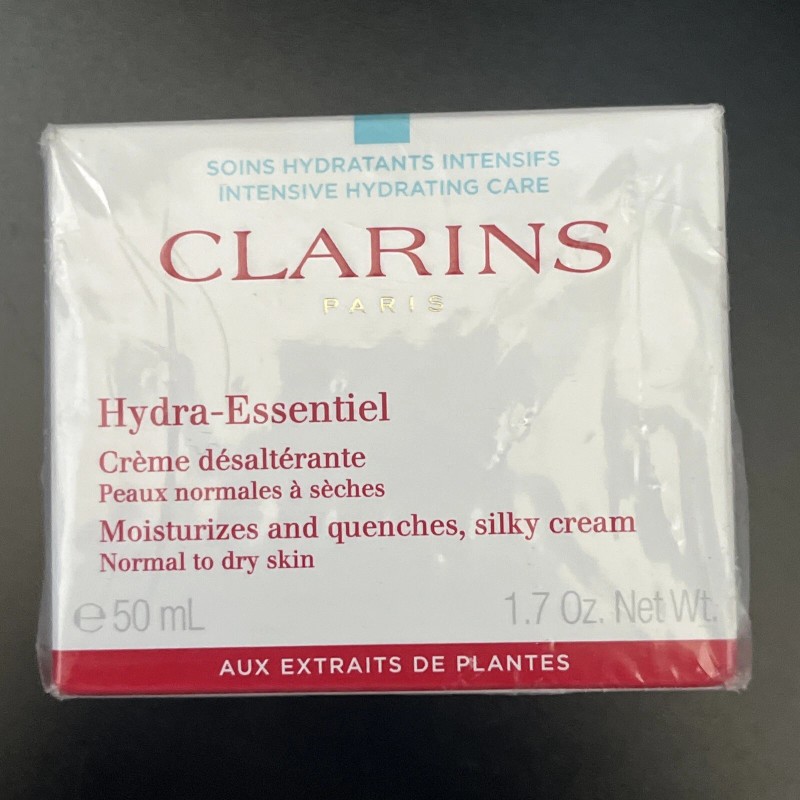 SOINS HYDRATANTS INTENSIFS
INTENSIVE HYDRATING CARE
CLARINS
PARIS
Hydra-Essentiel
Crème désaltérante
Peaux normales à sèches
Moisturizes and quenches, silky cream
Normal to dry skin
℮ 50 mL 1.7 Oz. Net Wt.
AUX EXTRAITS DE PLANTES